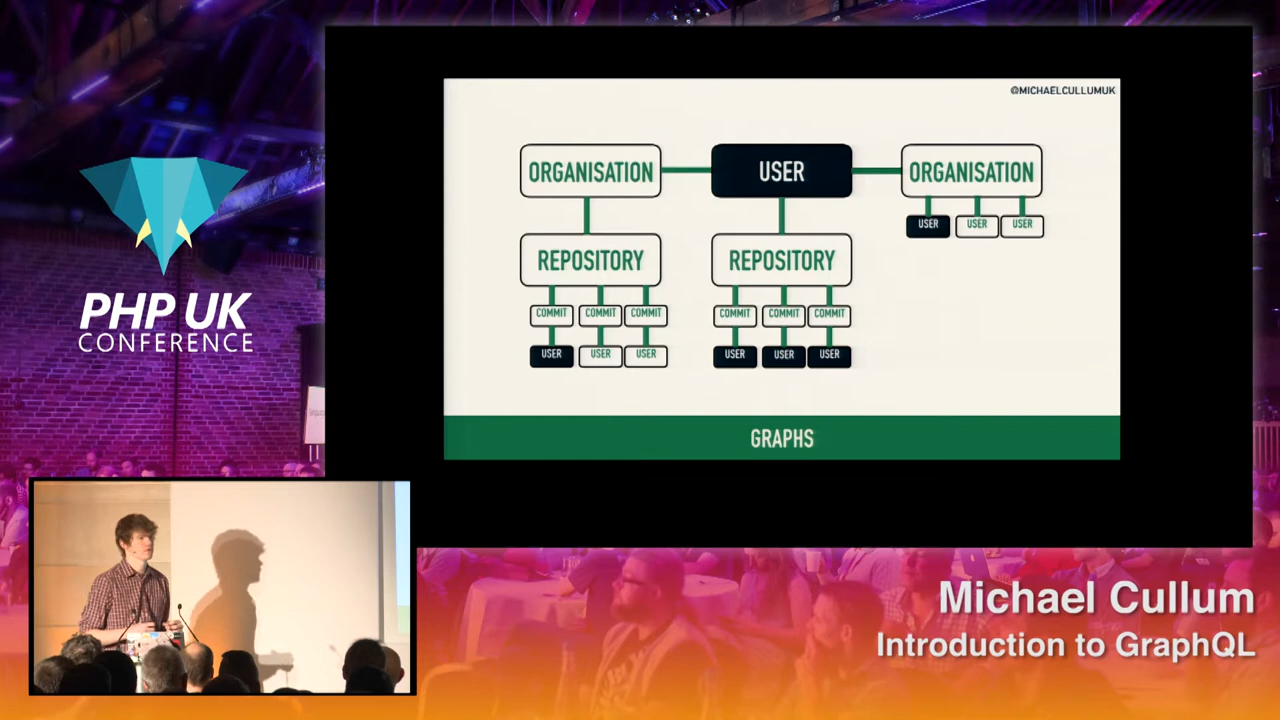 @MICHAELCULLUMUK
ORGANISATION USER ORGANISATION
USER USER USER
REPOSITORY REPOSITORY
COMMIT COMMIT COMMIT COMMIT COMMIT COMMIT
USER USER USER USER USER USER
GRAPHS
PHP UK
CONFERENCE
Michael Cullum
Introduction to GraphQL